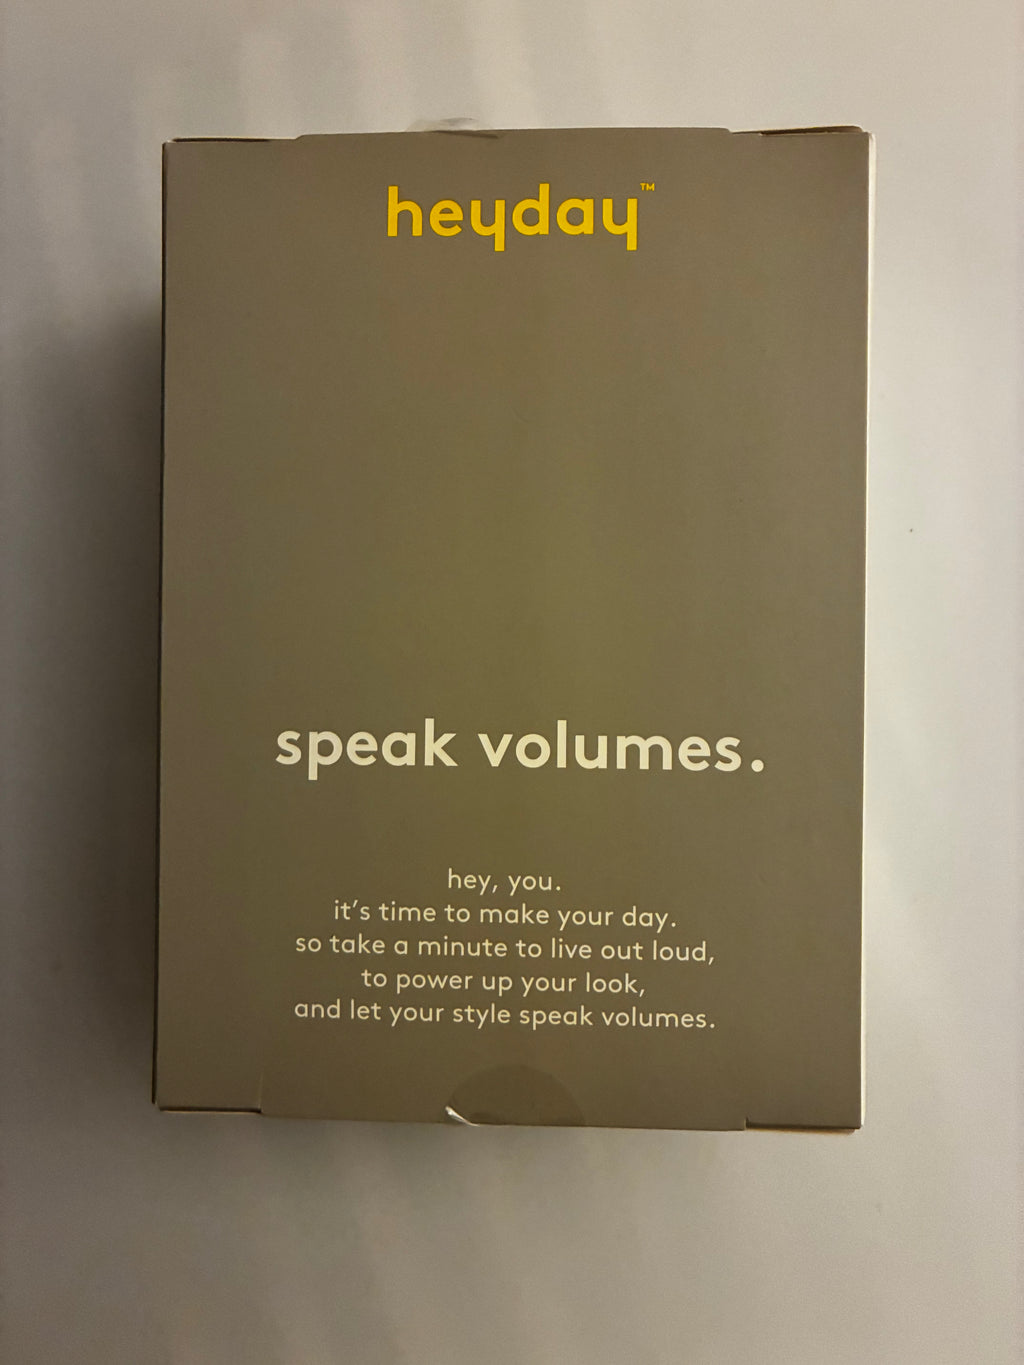 heyday™
speak volumes.
hey, you.
it's time to make your day.
so take a minute to live out loud,
to power up your look,
and let your style speak volumes.